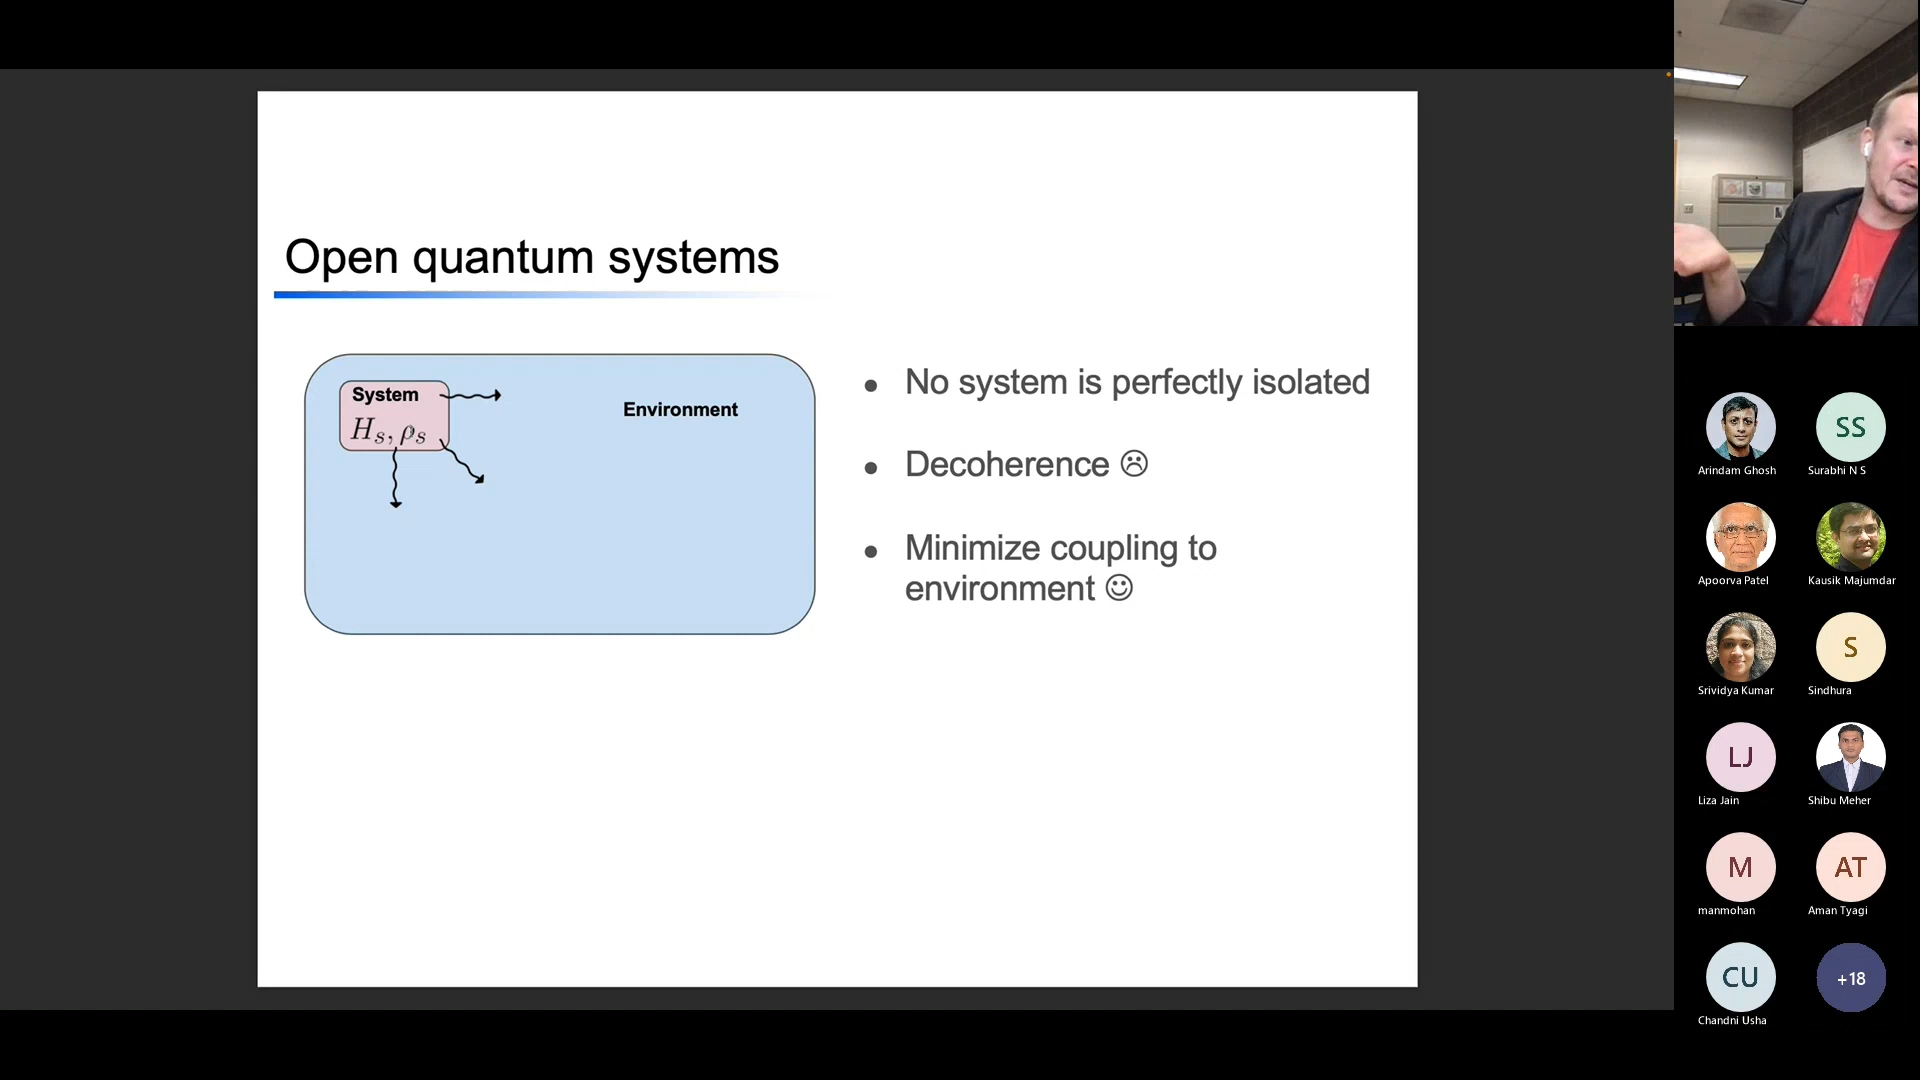 Open quantum systems
System
Hₛ, ρₛ
Environment
● No system is perfectly isolated
● Decoherence ☹
● Minimize coupling to
environment ☺
Arindam Ghosh
SS
Surabhi N S
Apoorva Patel
Kausik Majumdar
Srividya Kumar
S
Sindhura
LJ
Liza Jain
Shibu Meher
M
manmohan
AT
Aman Tyagi
CU
Chandni Usha
+18